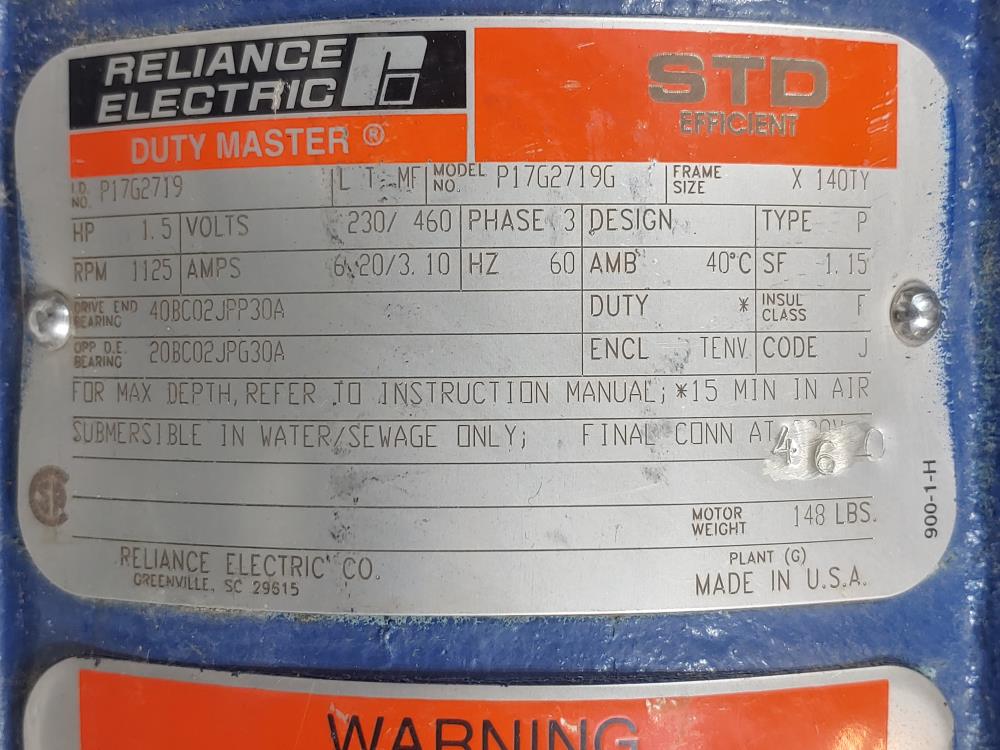 RELIANCE
ELECTRIC
DUTY MASTER ®
STD
EFFICIENT
I.D. NO. P17G2719 L T MF MODEL NO. P17G2719G FRAME SIZE X 140TY
HP 1.5 VOLTS 230/ 460 PHASE 3 DESIGN TYPE P
RPM 1125 AMPS 6.20/3.10 HZ 60 AMB 40°C SF 1.15
DRIVE END BEARING 40BC02JPP30A DUTY * INSUL CLASS F
OPP D.E. BEARING 20BC02JPG30A ENCL TENV CODE J
FOR MAX DEPTH, REFER TO INSTRUCTION MANUAL; *15 MIN IN AIR
SUBMERSIBLE IN WATER/SEWAGE ONLY; FINAL CONN AT 460
MOTOR WEIGHT 148 LBS.
900-1-H
RELIANCE ELECTRIC CO.
GREENVILLE, SC 29615
PLANT (G)
MADE IN U.S.A.
WARNING